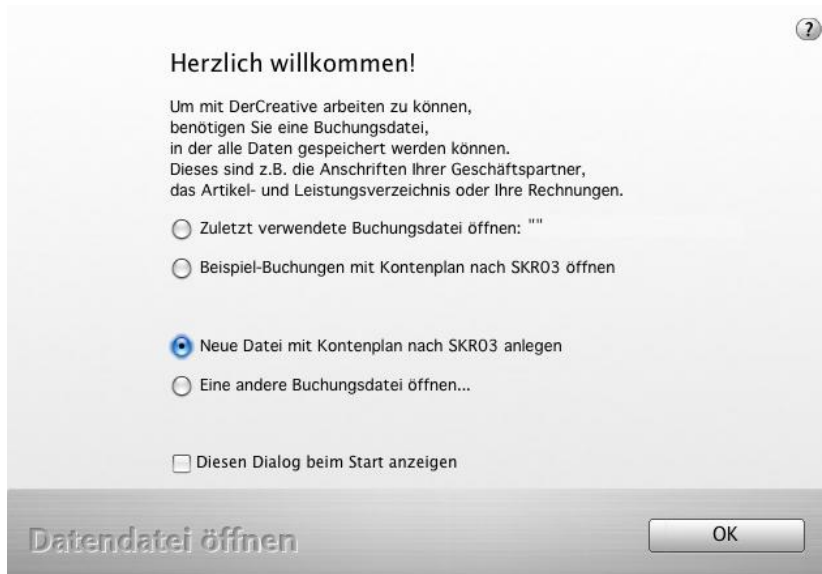 ?
Herzlich willkommen!
Um mit DerCreative arbeiten zu können,
benötigen Sie eine Buchungsdatei,
in der alle Daten gespeichert werden können.
Dieses sind z.B. die Anschriften Ihrer Geschäftspartner,
das Artikel- und Leistungsverzeichnis oder Ihre Rechnungen.
Zuletzt verwendete Buchungsdatei öffnen: ""
Beispiel-Buchungen mit Kontenplan nach SKR03 öffnen
Neue Datei mit Kontenplan nach SKR03 anlegen
Eine andere Buchungsdatei öffnen...
Diesen Dialog beim Start anzeigen
Datendatei öffnen
OK